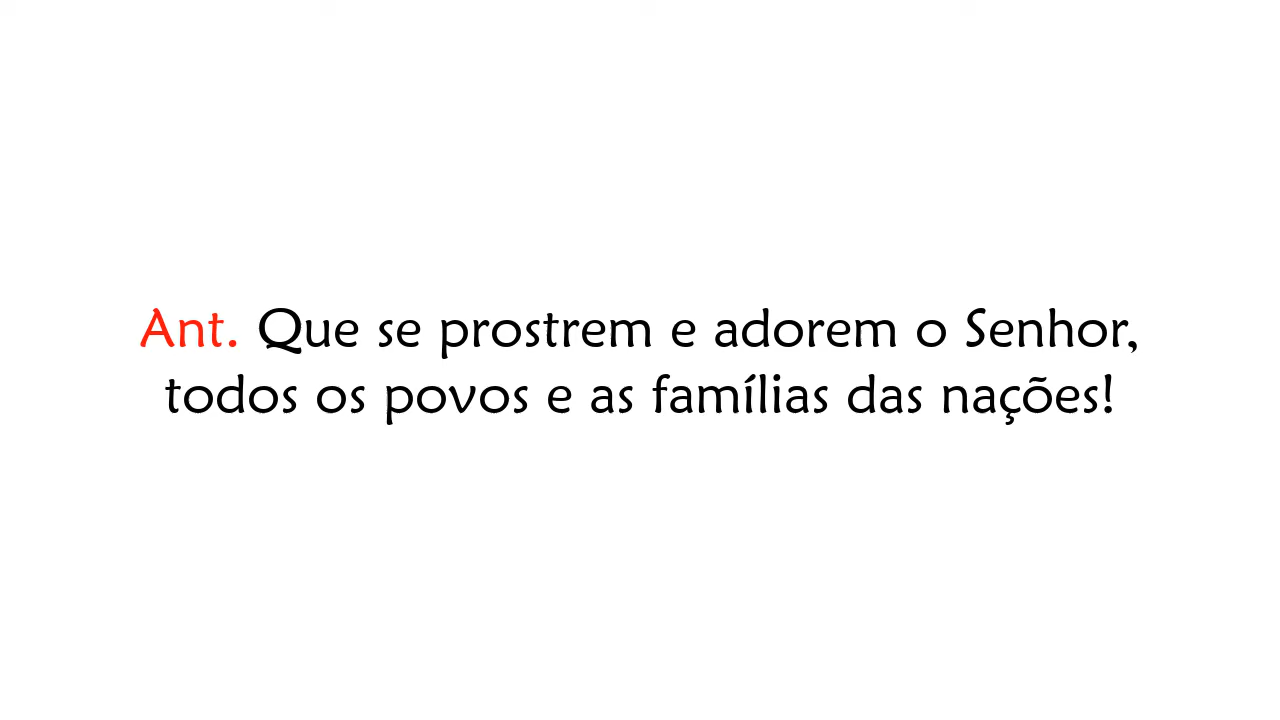 Ant. Que se prostrem e adorem o Senhor,
todos os povos e as famílias das nações!